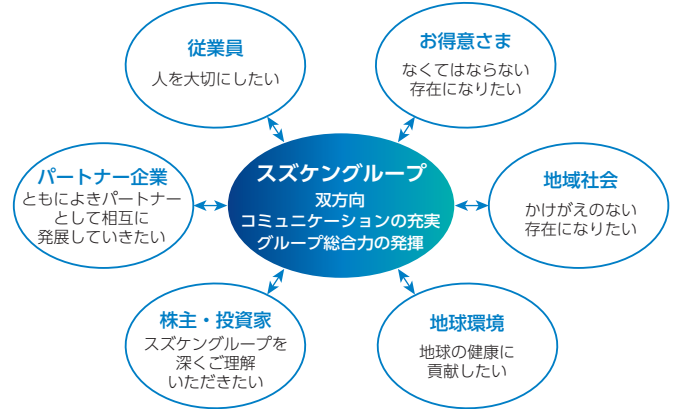 従業員
人を大切にしたい
お得意さま
なくてはならない
存在になりたい
パートナー企業
ともによきパートナー
として相互に
発展していきたい
スズケングループ
双方向
コミュニケーションの充実
グループ総合力の発揮
地域社会
かけがえのない
存在になりたい
株主・投資家
スズケングループを
深くご理解
いただきたい
地球環境
地球の健康に
貢献したい